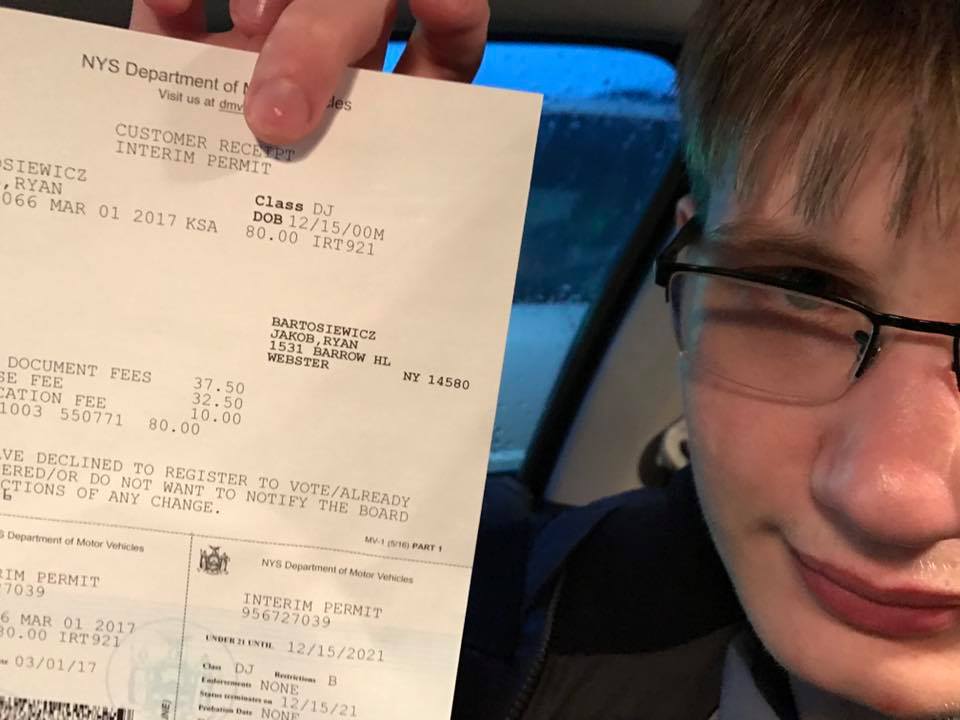 NYS Department of Vehicles
Visit us at
CUSTOMER RECEIPT
INTERIM PERMIT
OSIEWICZ
,RYAN
066 MAR 01 2017 KSA
Class DJ
DOB 12/15/00M
80.00 IRT921
BARTOSIEWICZ
JAKOB,RYAN
1531 BARROW HL
WEBSTER NY 14580
DOCUMENT FEES 37.50
SE FEE 32.50
CATION FEE 10.00
1003 550771 80.00
VE DECLINED TO REGISTER TO VOTE/ALREADY
ERED/OR DO NOT WANT TO NOTIFY THE BOARD
CTIONS OF ANY CHANGE.
MV-1 (5/16) PART 1
S Department of Motor Vehicles
RIM PERMIT
27039
6 MAR 01 2017
80.00 IRT921
03/01/17
NYS Department of Motor Vehicles
INTERIM PERMIT
956727039
UNDER 21 UNTIL 12/15/2021
Class DJ Restrictions B
Endorsements NONE
Status terminates on 12/15/21
Probation Date NONE